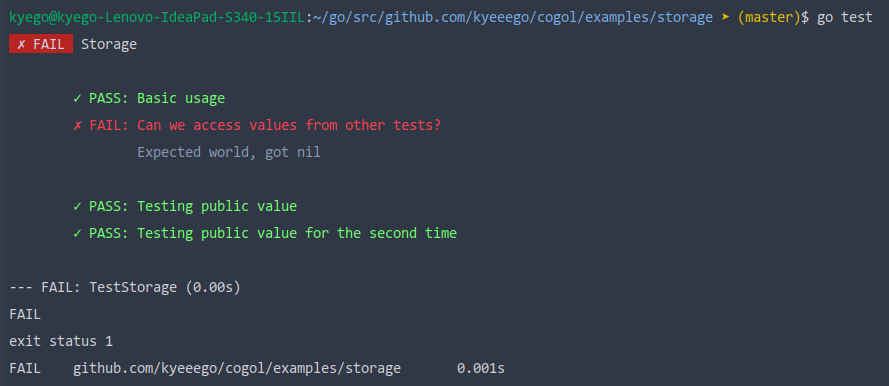 kyego@kyego-Lenovo-IdeaPad-S340-15IIL:~/go/src/github.com/kyeeego/cogol/examples/storage ➤ (master)$ go test
✗ FAIL Storage
✓ PASS: Basic usage
✗ FAIL: Can we access values from other tests?
Expected world, got nil
✓ PASS: Testing public value
✓ PASS: Testing public value for the second time
--- FAIL: TestStorage (0.00s)
FAIL
exit status 1
FAIL github.com/kyeeego/cogol/examples/storage 0.001s